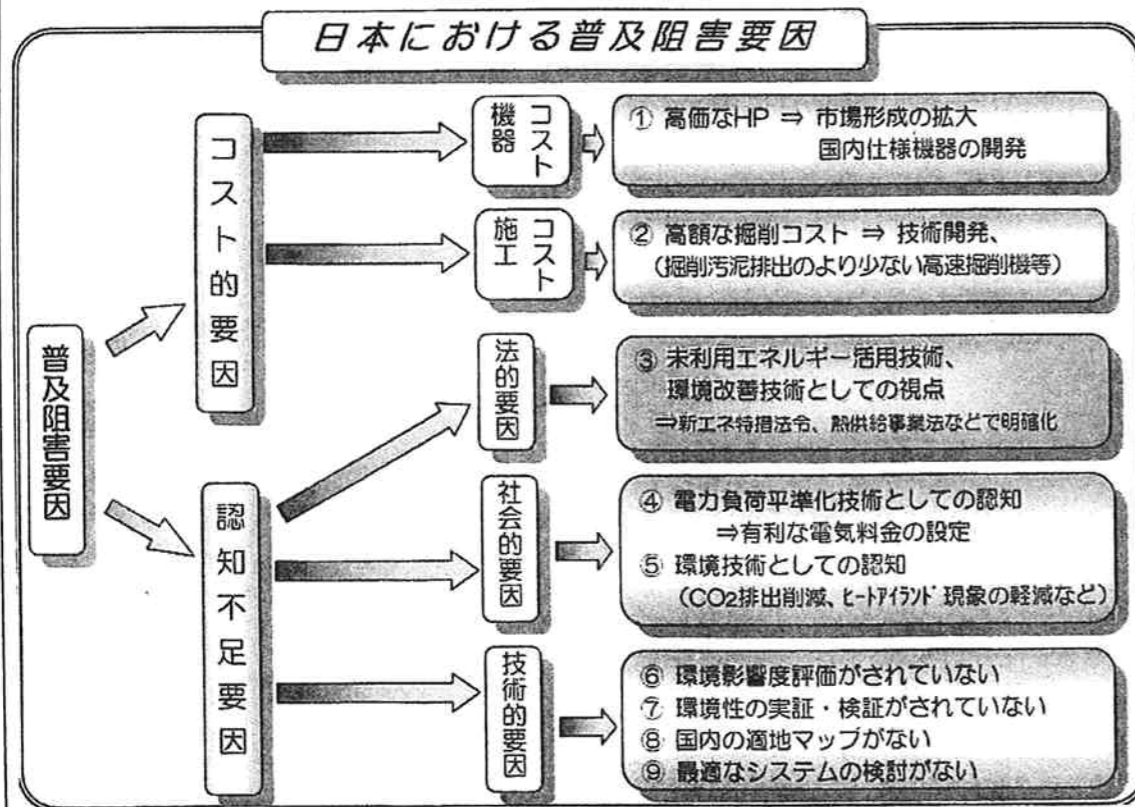 日本における普及阻害要因
普及阻害要因
コスト的要因
機器
コスト
① 高価なHP ⇒ 市場形成の拡大
国内仕様機器の開発
施工
コスト
② 高額な掘削コスト ⇒ 技術開発、
(掘削汚泥排出のより少ない高速掘削機等)
認知不足要因
法的要因
③ 未利用エネルギー活用技術、
環境改善技術としての視点
⇒新エネ特措法令、熱供給事業法などで明確化
社会的要因
④ 電力負荷平準化技術としての認知
⇒有利な電気料金の設定
⑤ 環境技術としての認知
(CO2排出削減、ヒートアイランド現象の軽減など)
技術的要因
⑥ 環境影響度評価がされていない
⑦ 環境性の実証・検証がされていない
⑧ 国内の適地マップがない
⑨ 最適なシステムの検討がない